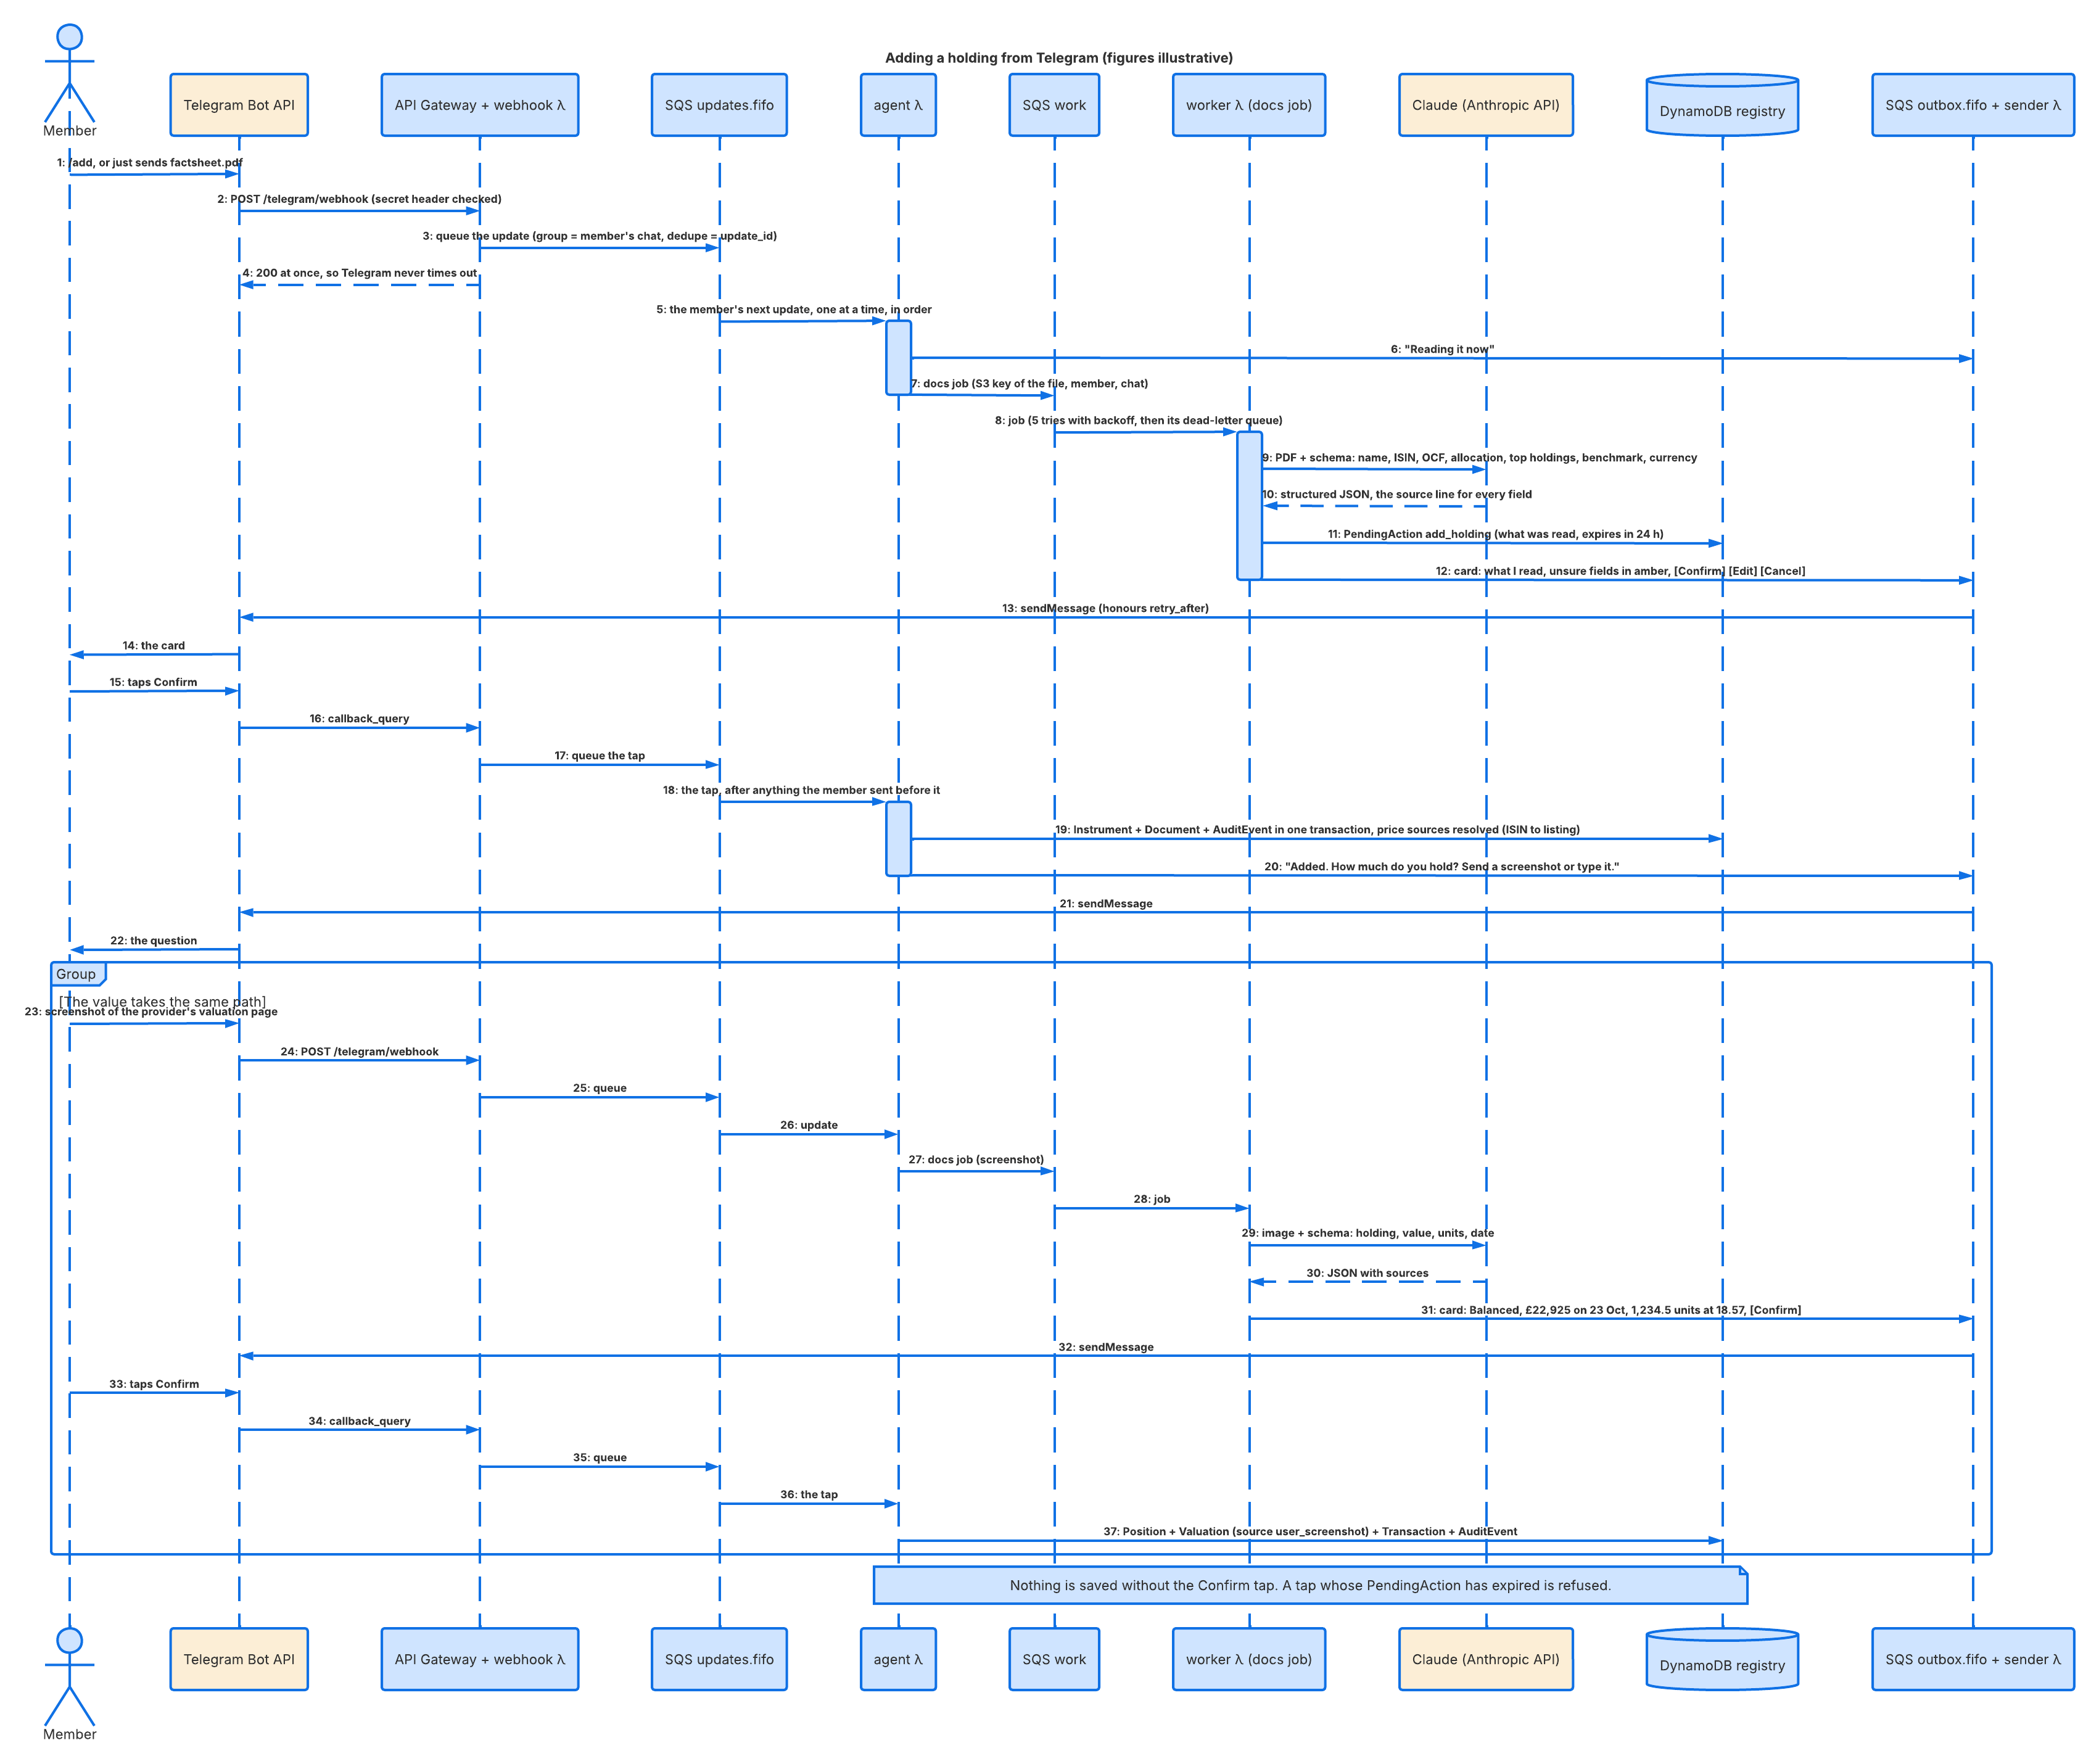 Adding a holding from Telegram (figures illustrative)
Member
Telegram Bot API
API Gateway + webhook λ
SQS updates.fifo
agent λ
SQS work
worker λ (docs job)
Claude (Anthropic API)
DynamoDB registry
SQS outbox.fifo + sender λ
1: /add, or just sends factsheet.pdf
2: POST /telegram/webhook (secret header checked)
3: queue the update (group = member's chat, dedupe = update_id)
4: 200 at once, so Telegram never times out
5: the member's next update, one at a time, in order
6: "Reading it now"
7: docs job (S3 key of the file, member, chat)
8: job (5 tries with backoff, then its dead-letter queue)
9: PDF + schema: name, ISIN, OCF, allocation, top holdings, benchmark, currency
10: structured JSON, the source line for every field
11: PendingAction add_holding (what was read, expires in 24 h)
12: card: what I read, unsure fields in amber, [Confirm] [Edit] [Cancel]
13: sendMessage (honours retry_after)
14: the card
15: taps Confirm
16: callback_query
17: queue the tap
18: the tap, after anything the member sent before it
19: Instrument + Document + AuditEvent in one transaction, price sources resolved (ISIN to listing)
20: "Added. How much do you hold? Send a screenshot or type it."
21: sendMessage
22: the question
Group
[The value takes the same path]
23: screenshot of the provider's valuation page
24: POST /telegram/webhook
25: queue
26: update
27: docs job (screenshot)
28: job
29: image + schema: holding, value, units, date
30: JSON with sources
31: card: Balanced, £22,925 on 23 Oct, 1,234.5 units at 18.57, [Confirm]
32: sendMessage
33: taps Confirm
34: callback_query
35: queue
36: the tap
37: Position + Valuation (source user_screenshot) + Transaction + AuditEvent
Nothing is saved without the Confirm tap. A tap whose PendingAction has expired is refused.
Member
Telegram Bot API
API Gateway + webhook λ
SQS updates.fifo
agent λ
SQS work
worker λ (docs job)
Claude (Anthropic API)
DynamoDB registry
SQS outbox.fifo + sender λ